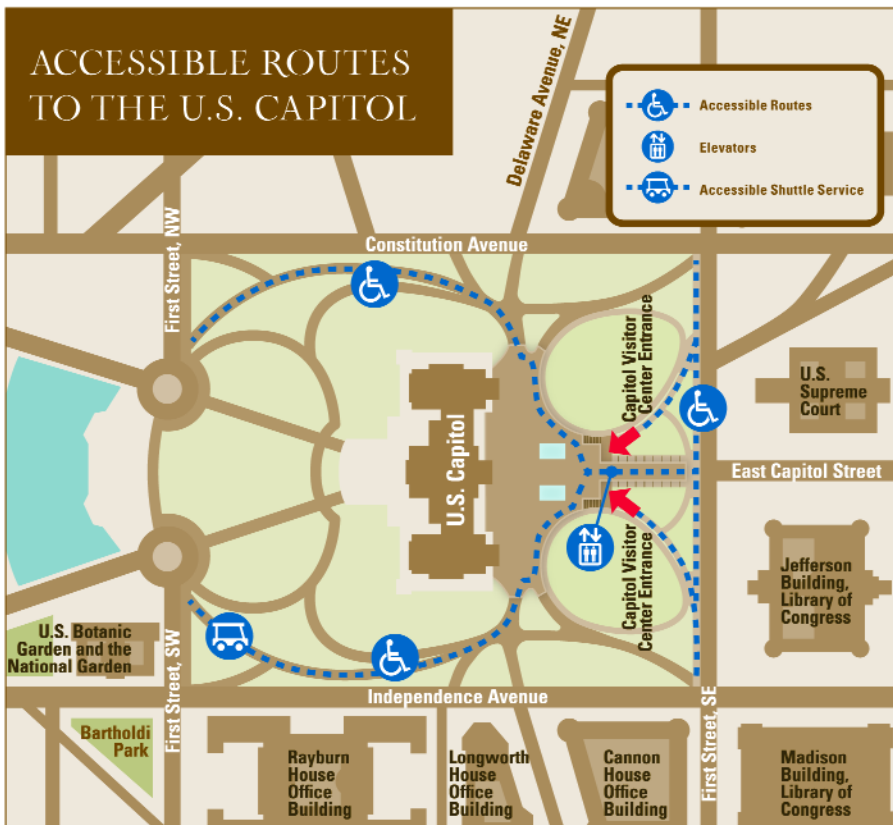 ACCESSIBLE ROUTES
TO THE U.S. CAPITOL
Delaware Avenue, NE
Accessible Routes
Elevators
Accessible Shuttle Service
First Street, NW
Constitution Avenue
Capitol Visitor
Center Entrance
U.S.
Supreme
Court
U.S. Capitol
East Capitol Street
Capitol Visitor
Center Entrance
Jefferson
Building,
Library of
Congress
U.S. Botanic
Garden and the
National Garden
First Street, SW
Independence Avenue
First Street, SE
Bartholdi
Park
Rayburn
House
Office
Building
Longworth
House
Office
Building
Cannon
House
Office
Building
Madison
Building,
Library of
Congress